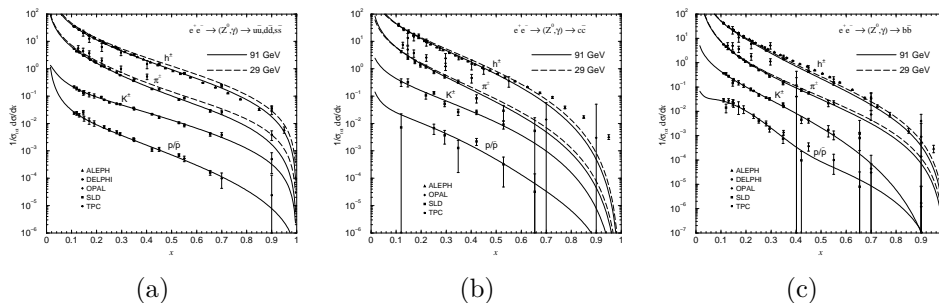 e⁺e⁻ → (Z⁰,γ) → uū,dd̄,ss̄
10²
10¹
10⁰
10⁻¹
10⁻²
10⁻³
10⁻⁴
10⁻⁵
10⁻⁶
1/σₜₒₜ dσ/dx
91 GeV
29 GeV
h±
π±
K±
p/p̄
ALEPH
DELPHI
OPAL
SLD
TPC
0 0.1 0.2 0.3 0.4 0.5 0.6 0.7 0.8 0.9 1
x
(a)
e⁺e⁻ → (Z⁰,γ) → cc̄
10²
10¹
10⁰
10⁻¹
10⁻²
10⁻³
10⁻⁴
10⁻⁵
10⁻⁶
1/σₜₒₜ dσ/dx
91 GeV
29 GeV
h±
π±
K±
p/p̄
ALEPH
OPAL
SLD
TPC
0 0.1 0.2 0.3 0.4 0.5 0.6 0.7 0.8 0.9 1
x
(b)
e⁺e⁻ → (Z⁰,γ) → bb̄
10²
10¹
10⁰
10⁻¹
10⁻²
10⁻³
10⁻⁴
10⁻⁵
10⁻⁶
10⁻⁷
1/σₜₒₜ dσ/dx
91 GeV
29 GeV
h±
π±
K±
p/p̄
ALEPH
DELPHI
OPAL
SLD
TPC
0 0.1 0.2 0.3 0.4 0.5 0.6 0.7 0.8 0.9 1
x
(c)